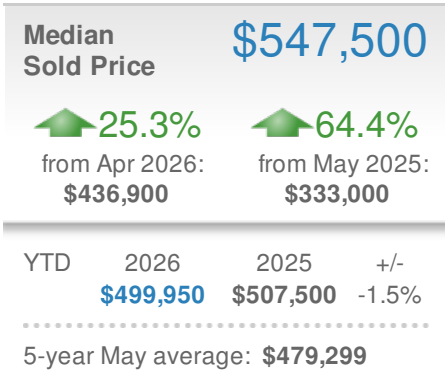 Median
Sold Price
$547,500
25.3% 64.4%
from Apr 2026: from May 2025:
$436,900 $333,000
YTD 2026 2025 +/-
$499,950 $507,500 -1.5%
5-year May average: $479,299